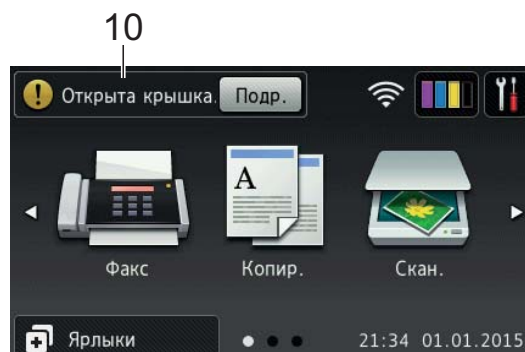 10
Открыта крышка. Подр.
A
Факс Копир. Скан.
Ярлыки 21:34 01.01.2015